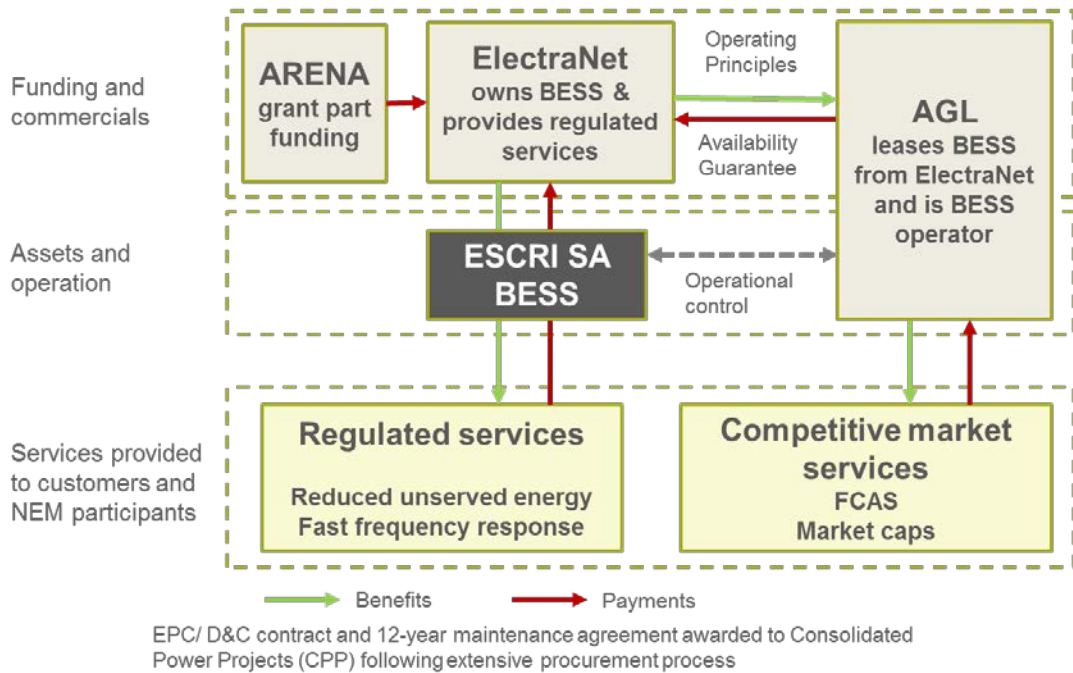 Funding and
commercials
ARENA
grant part
funding
ElectraNet
owns BESS &
provides regulated
services
Operating
Principles
Availability
Guarantee
AGL
leases BESS
from ElectraNet
and is BESS
operator
Assets and
operation
ESCRI SA
BESS
Operational
control
Services provided
to customers and
NEM participants
Regulated services
Reduced unserved energy
Fast frequency response
Competitive market
services
FCAS
Market caps
Benefits
Payments
EPC/ D&C contract and 12-year maintenance agreement awarded to Consolidated
Power Projects (CPP) following extensive procurement process